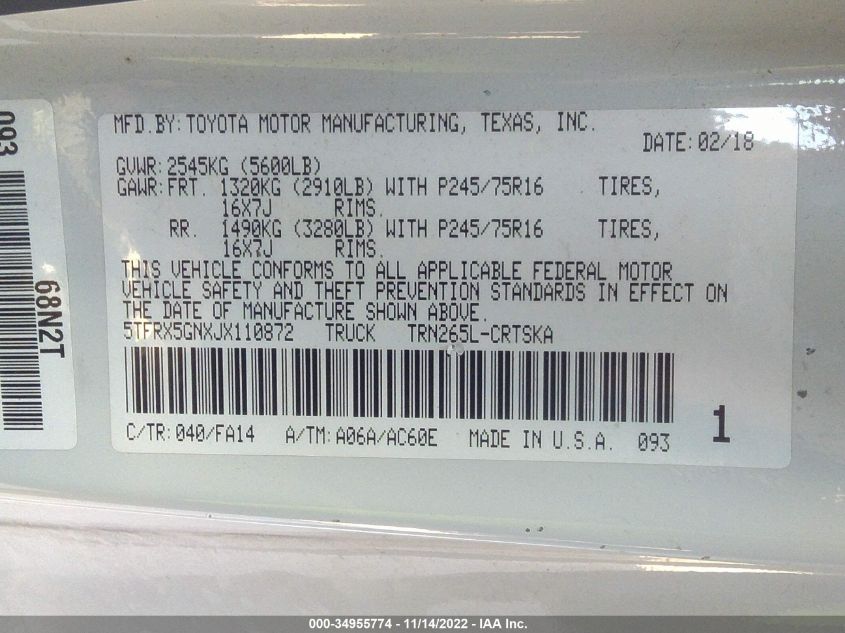 MFD.BY: TOYOTA MOTOR MANUFACTURING, TEXAS, INC.
DATE: 02/18
GVWR: 2545KG (5600LB)
GAWR: FRT. 1320KG (2910LB) WITH P245/75R16 TIRES,
16X7J RIMS.
RR. 1490KG (3280LB) WITH P245/75R16 TIRES,
16X7J RIMS.
THIS VEHICLE CONFORMS TO ALL APPLICABLE FEDERAL MOTOR
VEHICLE SAFETY AND THEFT PREVENTION STANDARDS IN EFFECT ON
THE DATE OF MANUFACTURE SHOWN ABOVE.
5TFRX5GNXJX110872 TRUCK TRN265L-CRTSKA
C/TR: 040/FA14 A/TM: A06A/AC60E MADE IN U.S.A. 093
1
093
68N2T
000-34955774 - 11/14/2022 - IAA Inc.